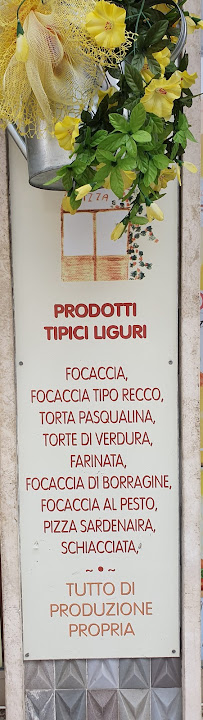 PRODOTTI
TIPICI LIGURI
FOCACCIA,
FOCACCIA TIPO RECCO,
TORTA PASQUALINA,
TORTE DI VERDURA,
FARINATA,
FOCACCIA DI BORRAGINE,
FOCACCIA AL PESTO,
PIZZA SARDENAIRA,
SCHIACCIATA,
~•~
TUTTO DI
PRODUZIONE
PROPRIA